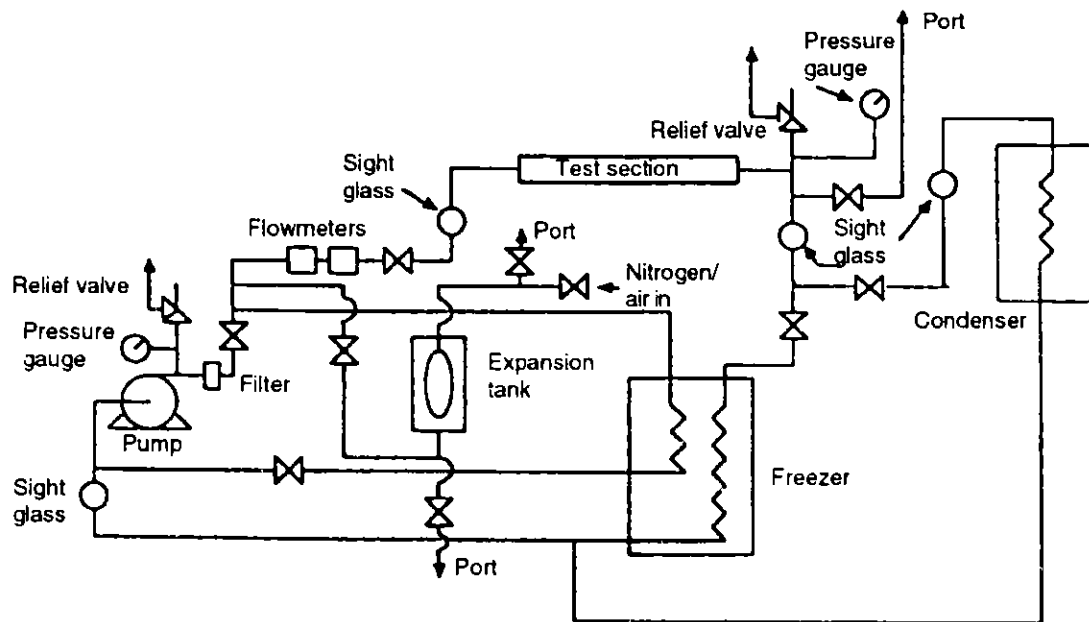 Port
Pressure
gauge
Relief valve
Sight
glass
Test section
Flowmeters
Port
Sight
glass
Nitrogen/
air in
Relief valve
Condenser
Pressure
gauge
Expansion
tank
Filter
Pump
Freezer
Sight
glass
Port